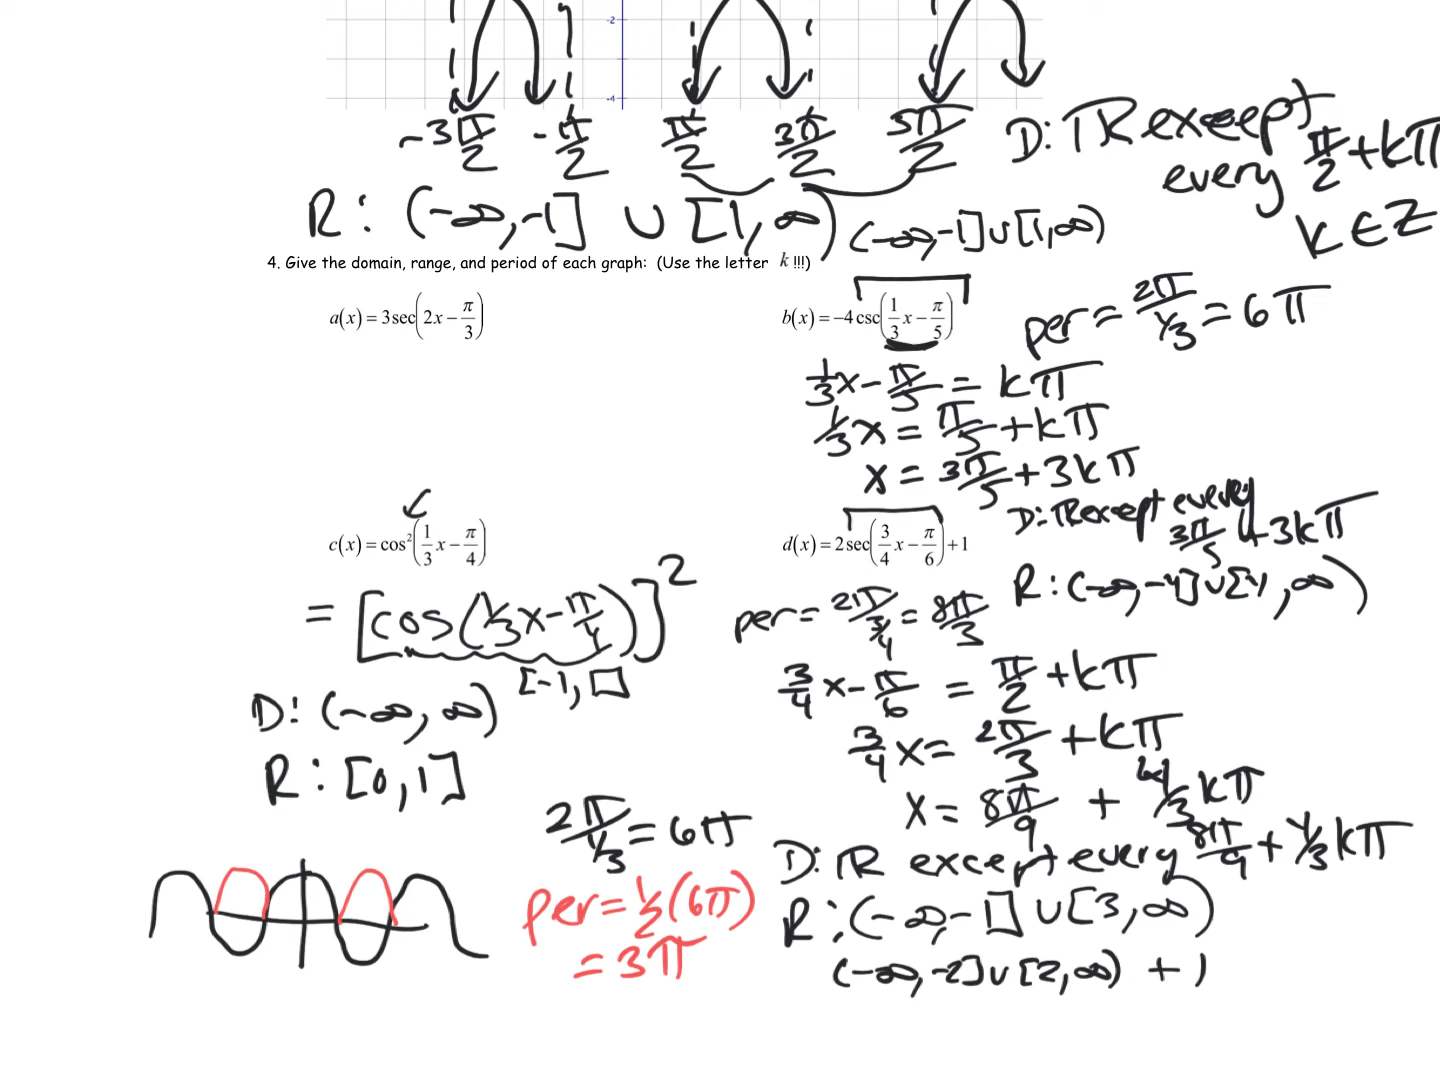 -2
-4
-3π/2 -π/2 π/2 3π/2 5π/2
D: ℝ except every π/2 + kπ
k ∈ Z
R: (-∞, -1] ∪ [1, ∞)
(-∞, -1] ∪ [1, ∞)
4. Give the domain, range, and period of each graph: (Use the letter k !!!)
a(x) = 3sec(2x - π/3)
b(x) = -4csc(1/3 x - π/5)
per = 2π/(1/3) = 6π
1/3 x - π/5 = kπ
1/3 x = π/5 + kπ
x = 3π/5 + 3kπ
D: ℝ except every 3π/5 + 3kπ
R: (-∞, -4] ∪ [4, ∞)
c(x) = cos²(1/3 x - π/4)
= [cos(1/3 x - π/4)]²
D: (-∞, ∞)
R: [0, 1]
2π/(1/3) = 6π
per = 1/2(6π)
= 3π
d(x) = 2sec(3/4 x - π/6) + 1
per = 2π/(3/4) = 8π/3
3/4 x - π/6 = π/2 + kπ
3/4 x = 2π/3 + kπ
x = 8π/9 + 4/3 kπ
D: ℝ except every 8π/9 + 4/3 kπ
R: (-∞, -1] ∪ [3, ∞)
(-∞, -2] ∪ [2, ∞) + 1